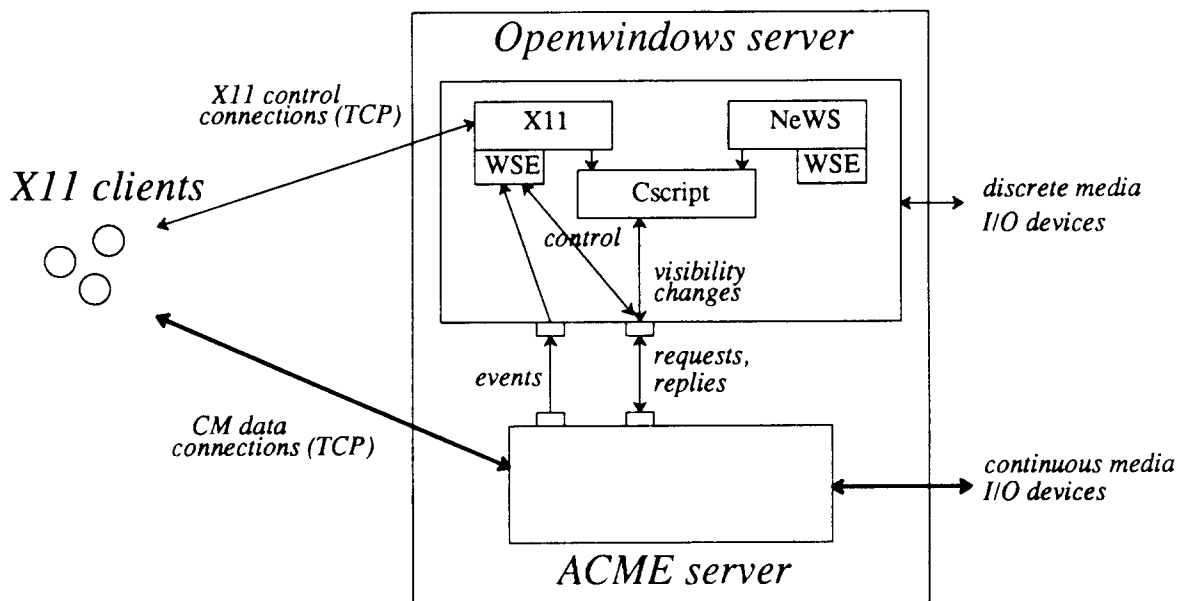 Openwindows server
X11 control
connections (TCP)
X11
NeWS
WSE
WSE
X11 clients
Cscript
discrete media
I/O devices
control
visibility
changes
events
requests,
replies
CM data
connections (TCP)
continuous media
I/O devices
ACME server